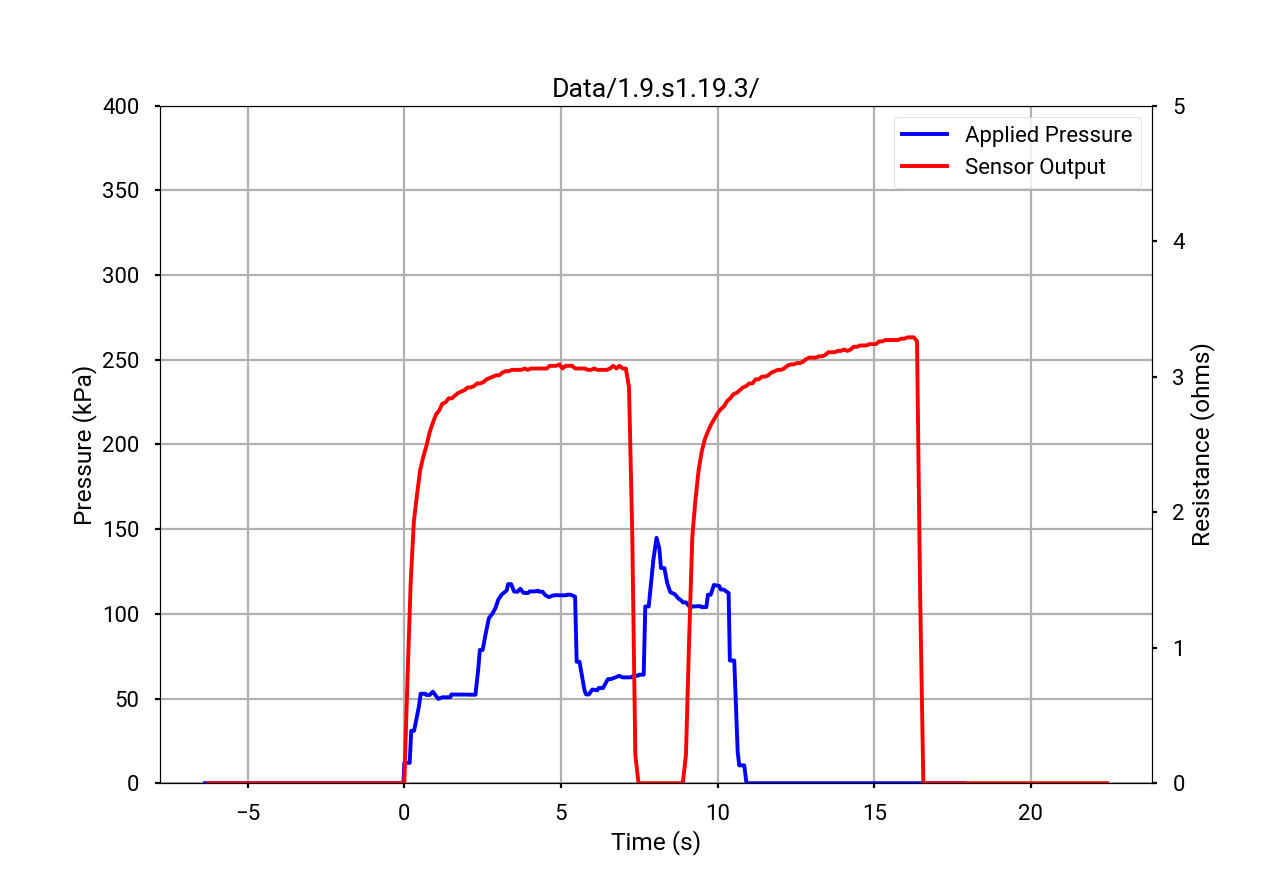 Data/1.9.s1.19.3/
Applied Pressure
Sensor Output
400
350
300
250
200
150
100
50
0
Pressure (kPa)
5
4
3
2
1
0
Resistance (ohms)
−5 0 5 10 15 20
Time (s)